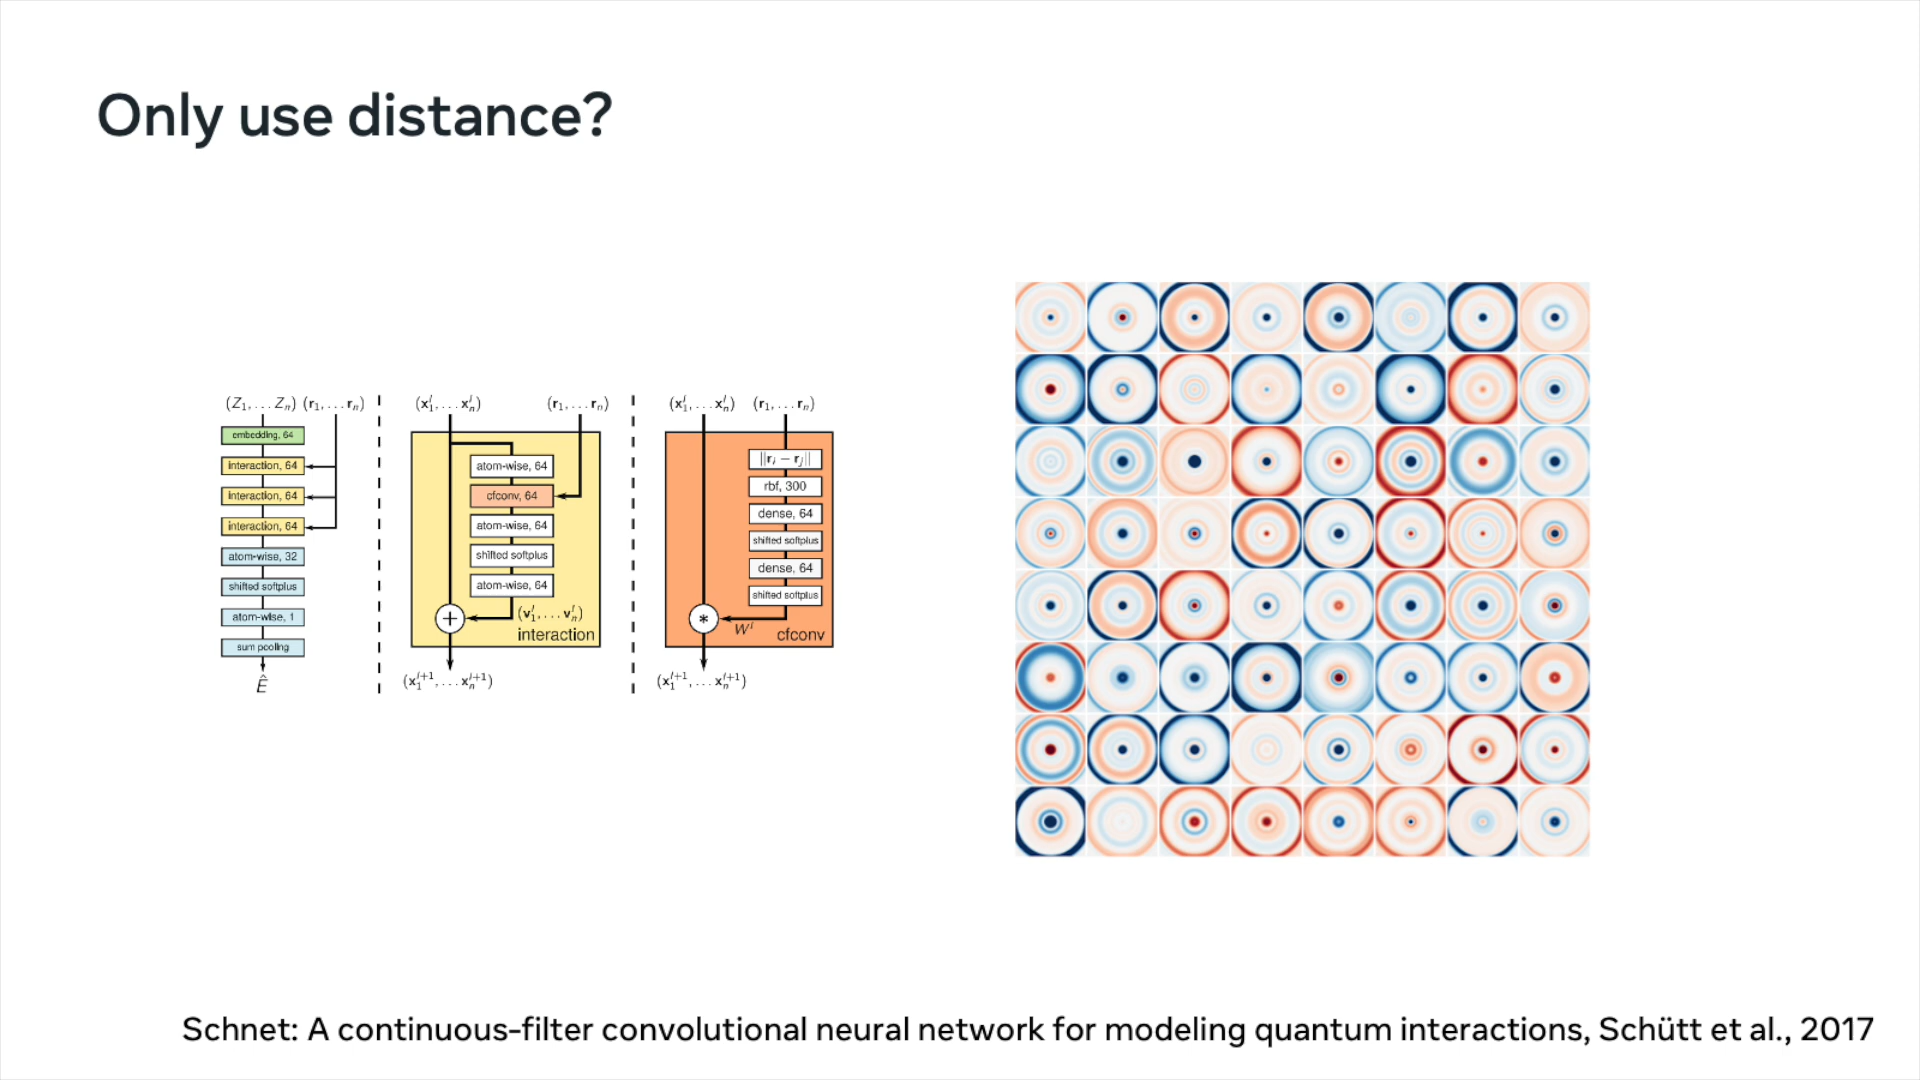 Only use distance?
(Z₁, . . . Zₙ) (r₁, . . . rₙ)
embedding, 64
interaction, 64
interaction, 64
interaction, 64
atom-wise, 32
shifted softplus
atom-wise, 1
sum pooling
Ê
(x₁ˡ, . . . xₙˡ) (r₁, . . . rₙ)
atom-wise, 64
cfconv, 64
atom-wise, 64
shifted softplus
atom-wise, 64
+ (v₁ˡ, . . . vₙˡ)
interaction
(x₁ˡ⁺¹, . . . xₙˡ⁺¹)
(x₁ˡ, . . . xₙˡ) (r₁, . . . rₙ)
||rᵢ − rⱼ||
rbf, 300
dense, 64
shifted softplus
dense, 64
shifted softplus
* Wˡ cfconv
(x₁ˡ⁺¹, . . . xₙˡ⁺¹)
Schnet: A continuous-filter convolutional neural network for modeling quantum interactions, Schütt et al., 2017